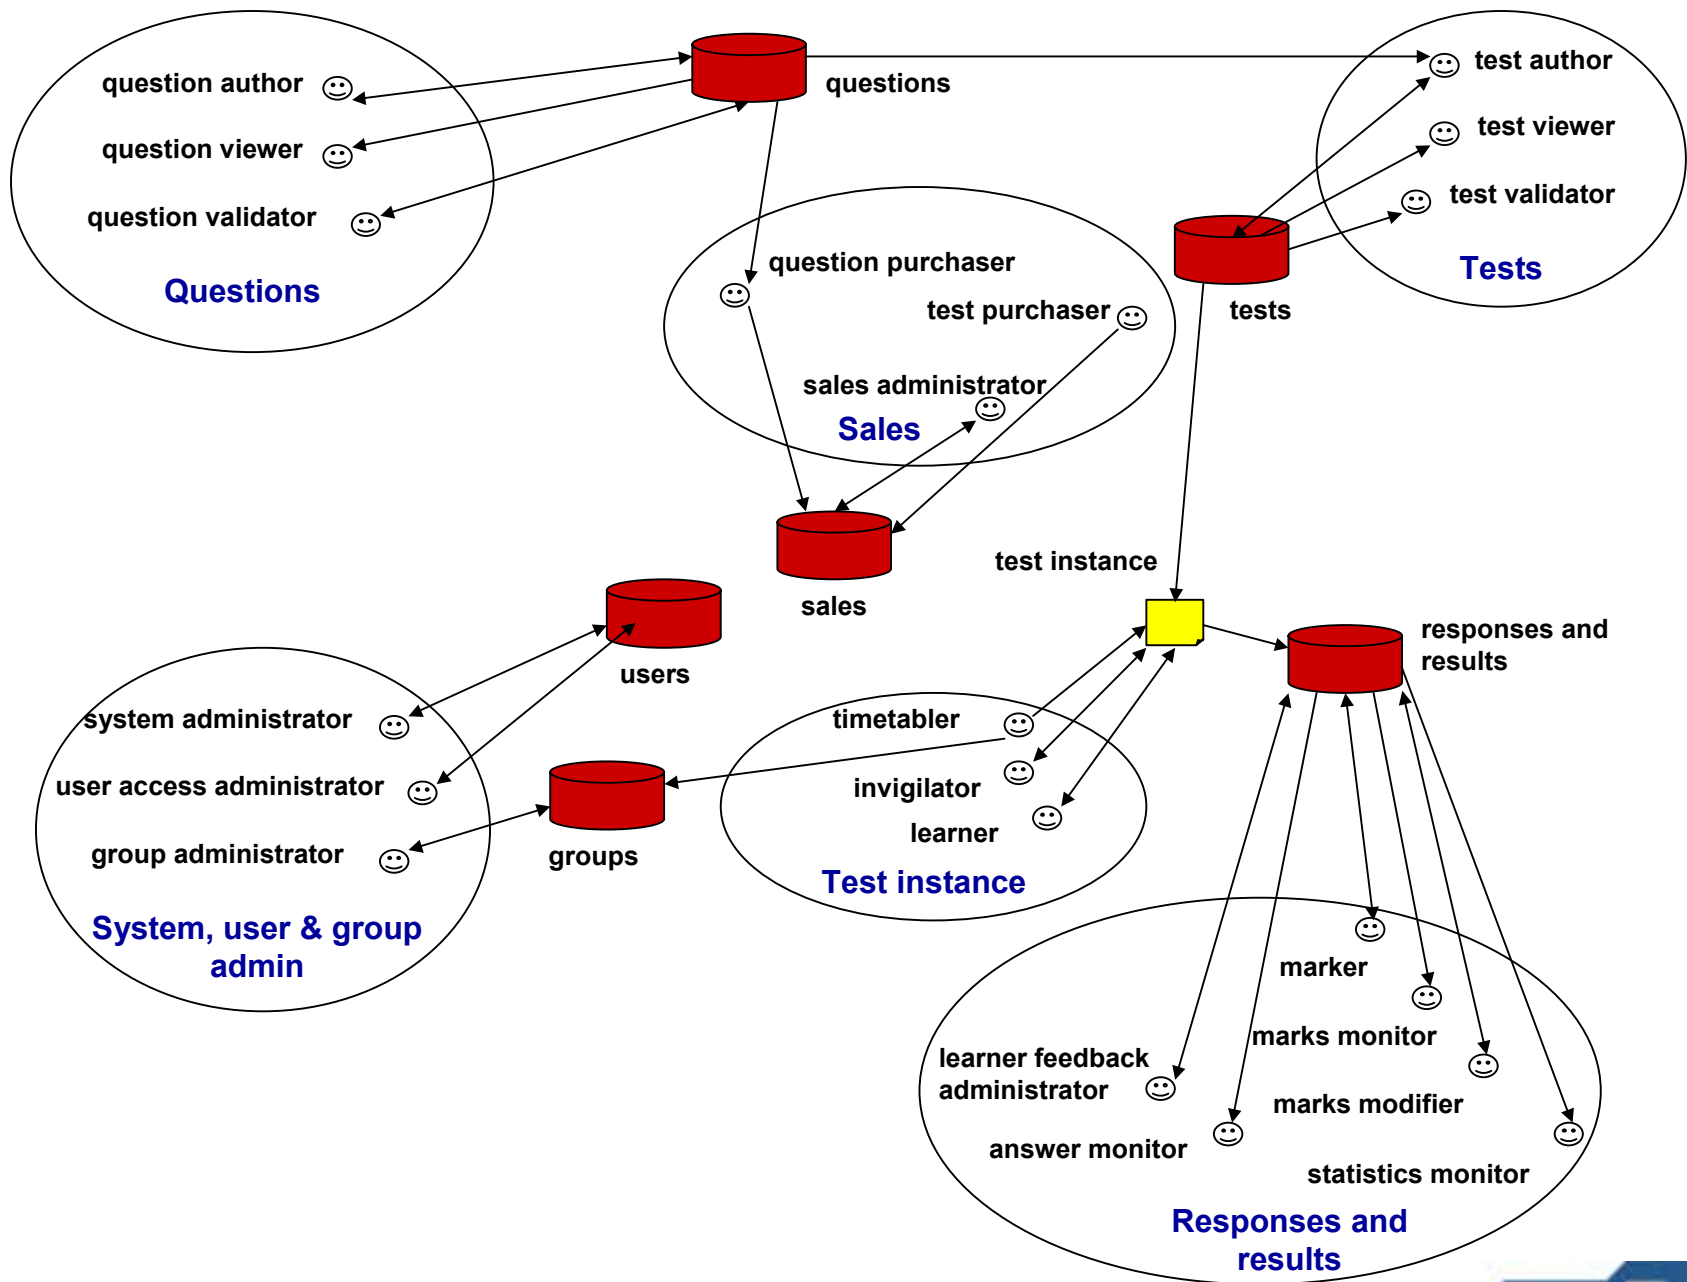 question author
question viewer
question validator
Questions
questions
test author
test viewer
test validator
Tests
tests
question purchaser
test purchaser
sales administrator
Sales
sales
test instance
responses and
results
users
system administrator
user access administrator
group administrator
System, user & group
admin
groups
timetabler
invigilator
learner
Test instance
marker
marks monitor
learner feedback
administrator
marks modifier
answer monitor
statistics monitor
Responses and
results